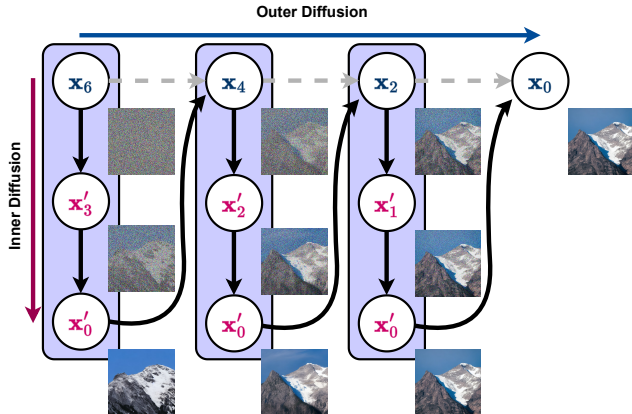 Outer Diffusion
Inner Diffusion
x₆ x₄ x₂ x₀
x′₃ x′₂ x′₁
x′₀ x′₀ x′₀